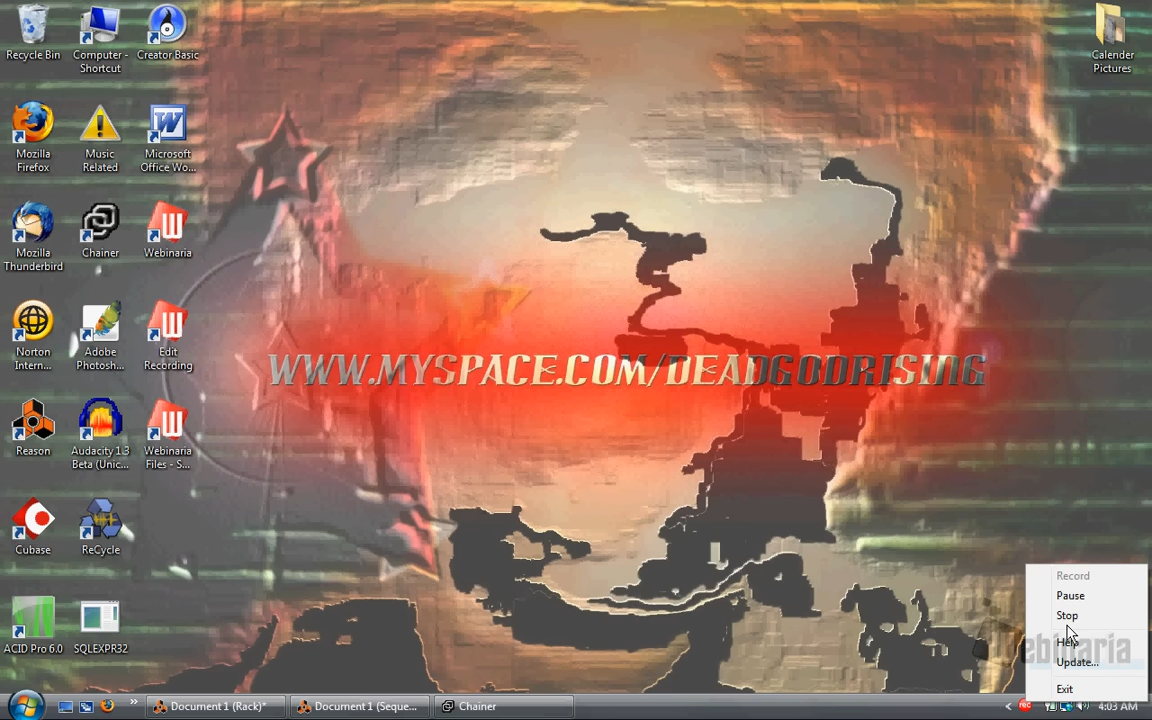 Recycle Bin
Computer -
Shortcut
Creator Basic
Calender
Pictures
Mozilla
Firefox
Music
Related
Microsoft
Office Wo...
Mozilla
Thunderbird
Chainer
Webinaria
Norton
Intern...
Adobe
Photosh...
Edit
Recording
WWW.MYSPACE.COM/DEADGODRISING
Reason
Audacity 1.3
Beta (Unic...
Webinaria
Files - S...
Cubase
ReCycle
ACID Pro 6.0
SQLEXPR32
Record
Pause
Stop
Help
Update...
Exit
ebinaria
Document 1 (Rack)*
Document 1 (Seque...
Chainer
rec
4:03 AM